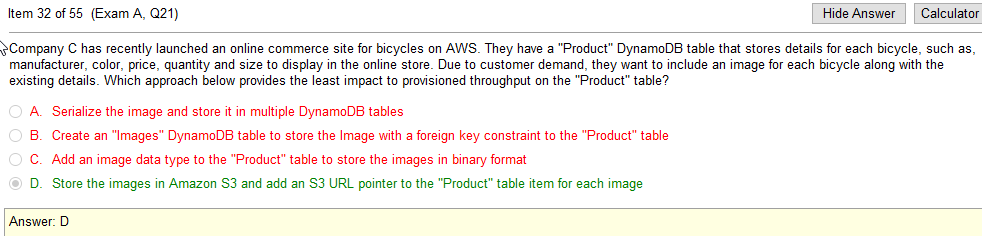 Item 32 of 55 (Exam A, Q21)
Hide Answer
Calculator
Company C has recently launched an online commerce site for bicycles on AWS. They have a "Product" DynamoDB table that stores details for each bicycle, such as,
manufacturer, color, price, quantity and size to display in the online store. Due to customer demand, they want to include an image for each bicycle along with the
existing details. Which approach below provides the least impact to provisioned throughput on the "Product" table?
A. Serialize the image and store it in multiple DynamoDB tables
B. Create an "Images" DynamoDB table to store the Image with a foreign key constraint to the "Product" table
C. Add an image data type to the "Product" table to store the images in binary format
D. Store the images in Amazon S3 and add an S3 URL pointer to the "Product" table item for each image
Answer: D